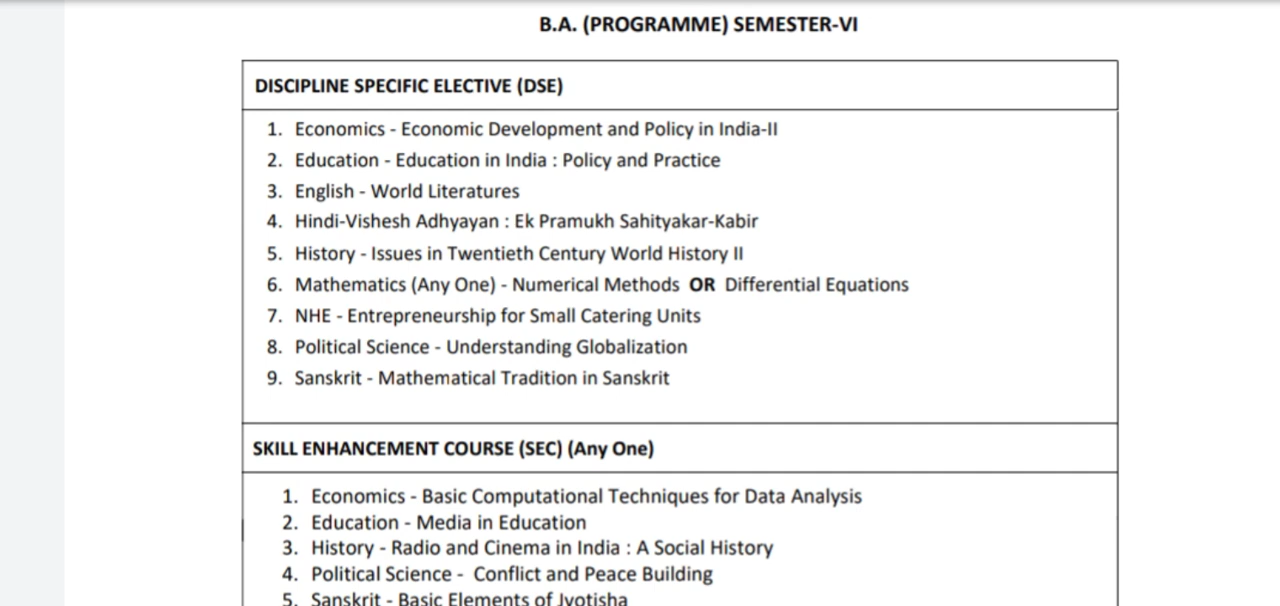 B.A. (PROGRAMME) SEMESTER-VI
DISCIPLINE SPECIFIC ELECTIVE (DSE)
1. Economics - Economic Development and Policy in India-II
2. Education - Education in India : Policy and Practice
3. English - World Literatures
4. Hindi-Vishesh Adhyayan : Ek Pramukh Sahityakar-Kabir
5. History - Issues in Twentieth Century World History II
6. Mathematics (Any One) - Numerical Methods OR Differential Equations
7. NHE - Entrepreneurship for Small Catering Units
8. Political Science - Understanding Globalization
9. Sanskrit - Mathematical Tradition in Sanskrit
SKILL ENHANCEMENT COURSE (SEC) (Any One)
1. Economics - Basic Computational Techniques for Data Analysis
2. Education - Media in Education
3. History - Radio and Cinema in India : A Social History
4. Political Science - Conflict and Peace Building
5. Sanskrit - Basic Elements of Jyotisha